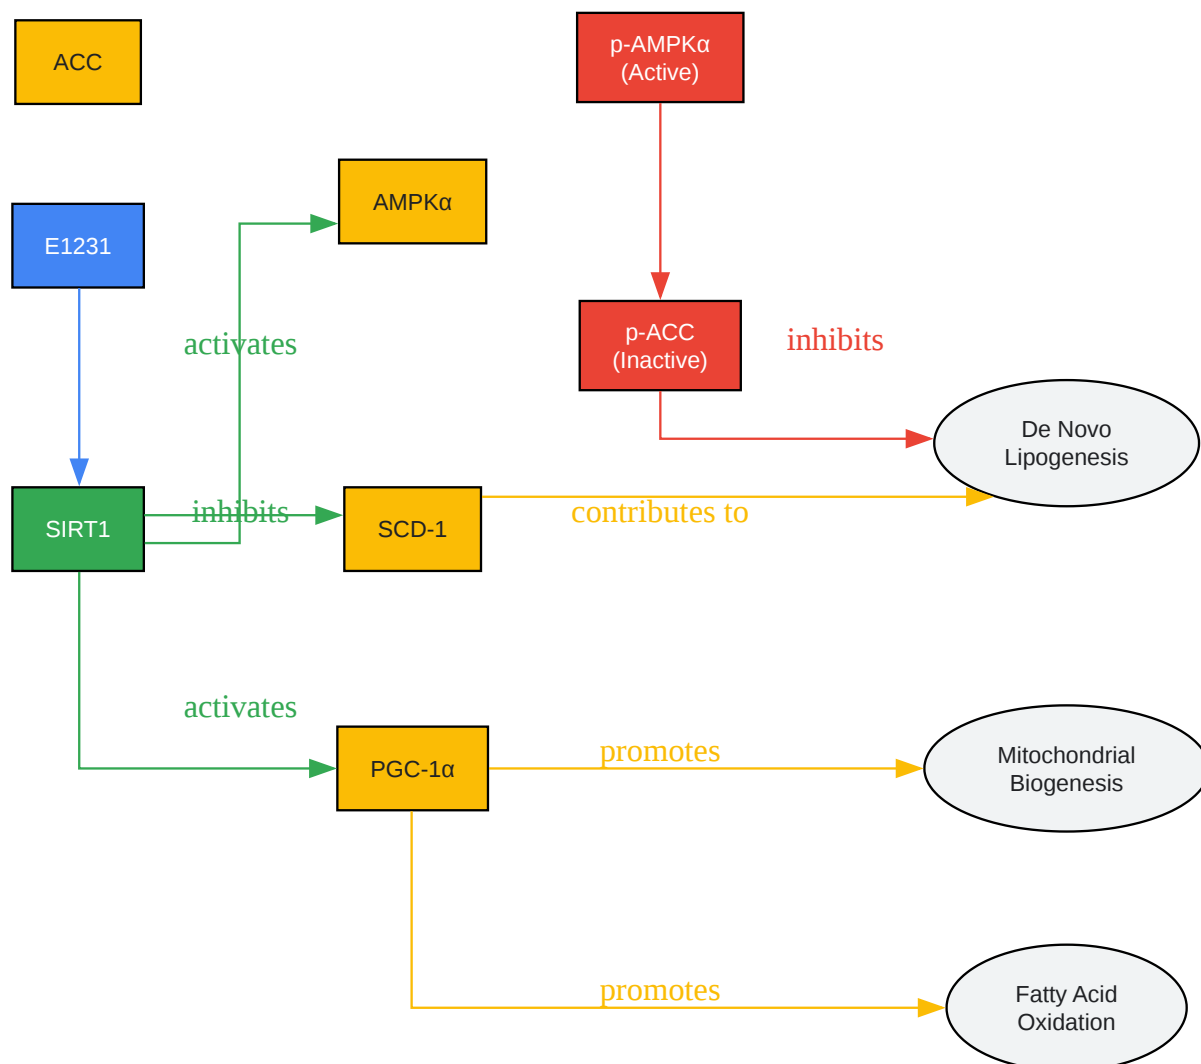 ACC
p-AMPKα
(Active)
AMPKα
E1231
activates
p-ACC
(Inactive)
inhibits
De Novo
Lipogenesis
SIRT1
inhibits
SCD-1
contributes to
activates
PGC-1α
promotes
Mitochondrial
Biogenesis
promotes
Fatty Acid
Oxidation